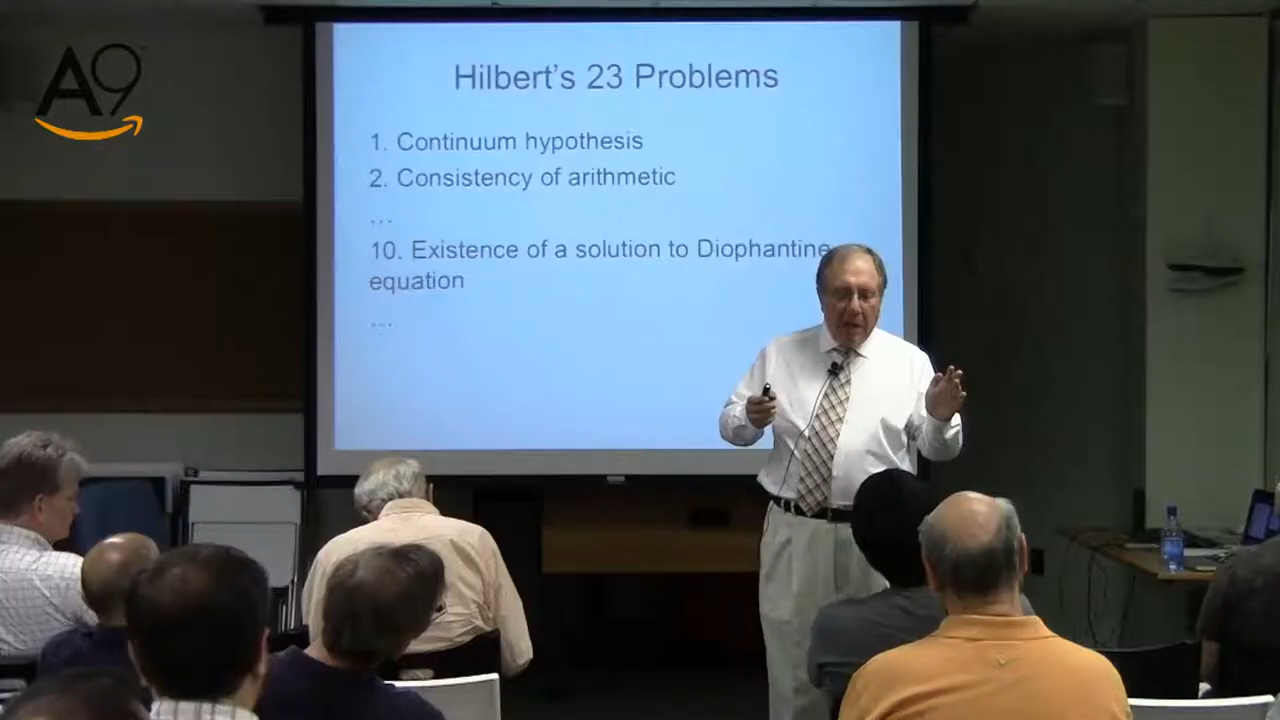 A9
Hilbert's 23 Problems
1. Continuum hypothesis
2. Consistency of arithmetic
...
10. Existence of a solution to Diophantine
equation
...